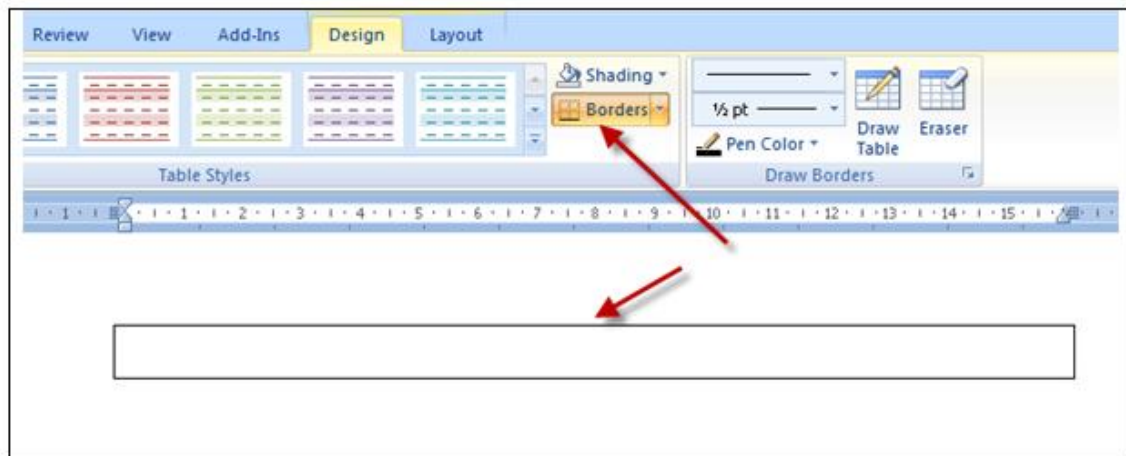 Review View Add-Ins Design Layout
Shading
Borders
½ pt
Pen Color
Draw Table
Eraser
Table Styles
Draw Borders
1 1 2 3 4 5 6 7 8 9 10 11 12 13 14 15